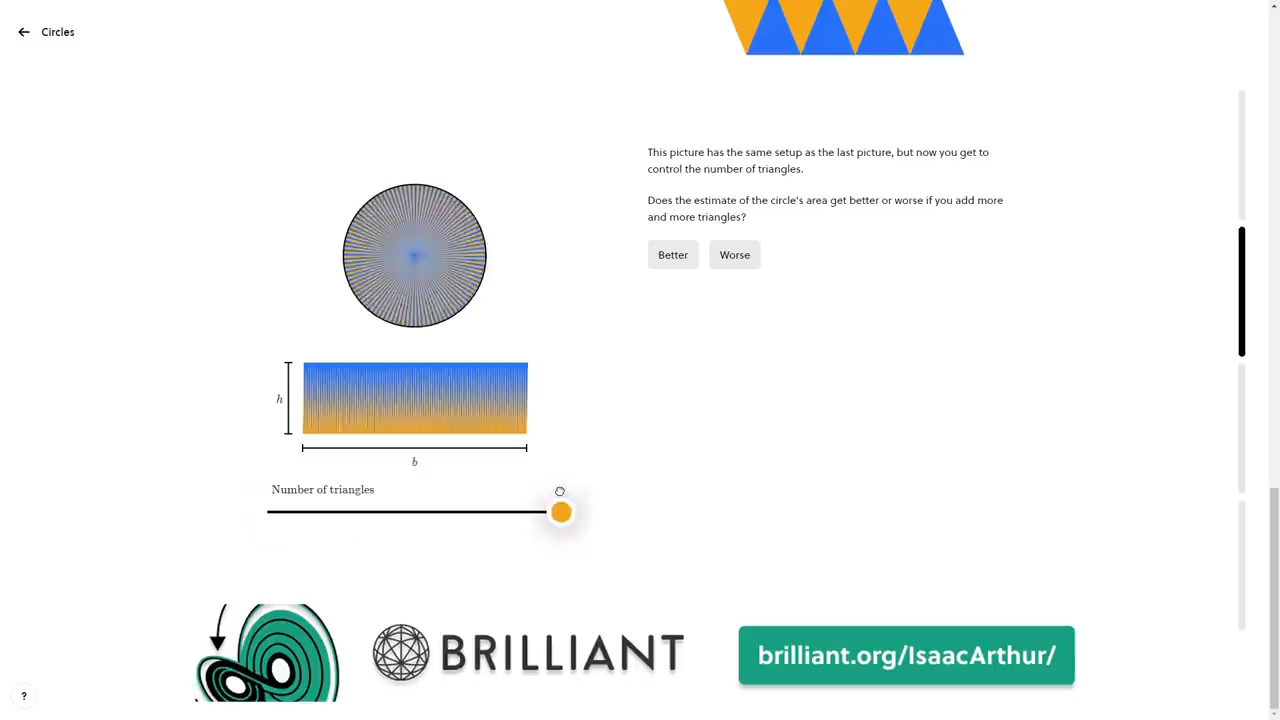 Circles
This picture has the same setup as the last picture, but now you get to
control the number of triangles.
Does the estimate of the circle's area get better or worse if you add more
and more triangles?
Better
Worse
h
b
Number of triangles
BRILLIANT
brilliant.org/IsaacArthur/
?